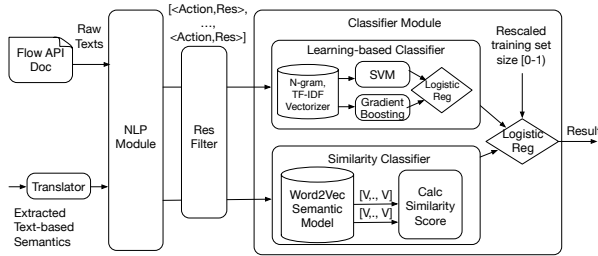 Raw
Texts
Flow API
Doc
Translator
Extracted
Text-based
Semantics
NLP
Module
[<Action,Res>,
...,
<Action,Res>]
Res
Filter
Classifier Module
Learning-based Classifier
N-gram,
TF-IDF
Vectorizer
SVM
Gradient
Boosting
Logistic
Reg
Similarity Classifier
Word2Vec
Semantic
Model
[V,., V]
[V,., V]
Calc
Similarity
Score
Rescaled
training set
size [0-1)
Logistic
Reg
Result